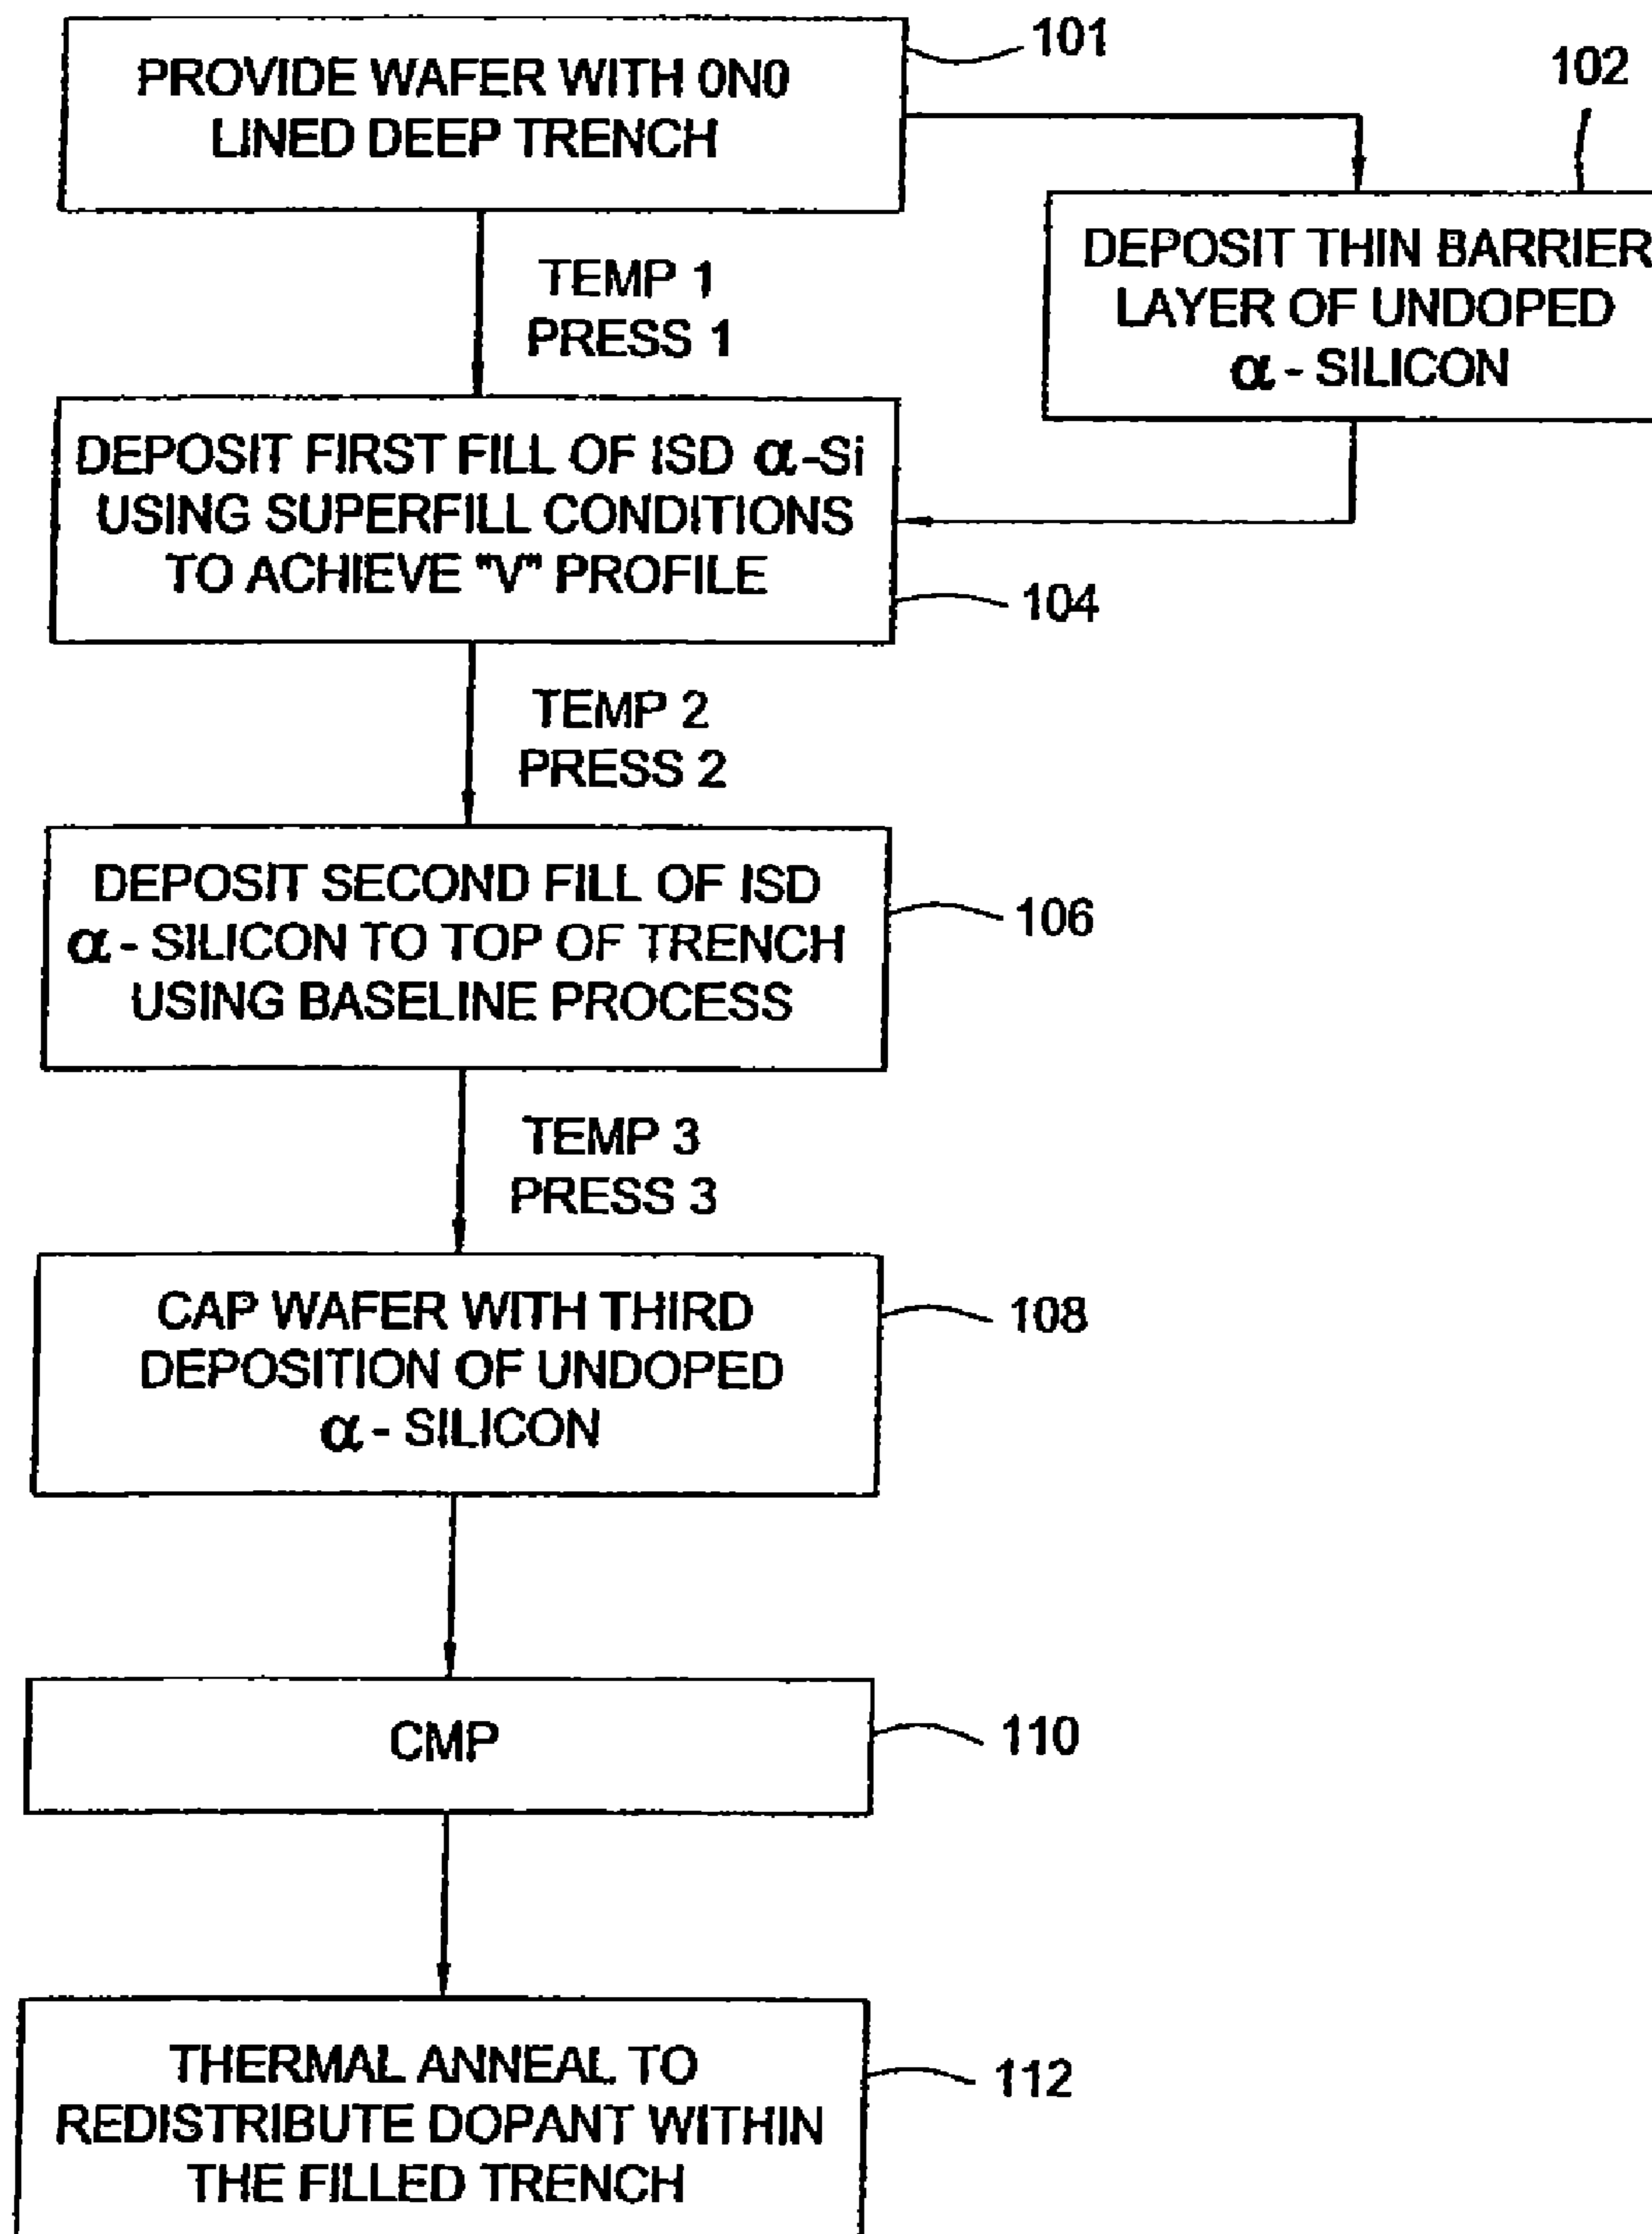 101
PROVIDE WAFER WITH 0N0
LINED DEEP TRENCH
102
DEPOSIT THIN BARRIER
LAYER OF UNDOPED
α - SILICON
TEMP 1
PRESS 1
DEPOSIT FIRST FILL OF ISD α-Si
USING SUPERFILL CONDITIONS
TO ACHIEVE "V" PROFILE
104
TEMP 2
PRESS 2
DEPOSIT SECOND FILL OF ISD
α - SILICON TO TOP OF TRENCH
USING BASELINE PROCESS
106
TEMP 3
PRESS 3
CAP WAFER WITH THIRD
DEPOSITION OF UNDOPED
α - SILICON
108
CMP
110
THERMAL ANNEAL TO
REDISTRIBUTE DOPANT WITHIN
THE FILLED TRENCH
112